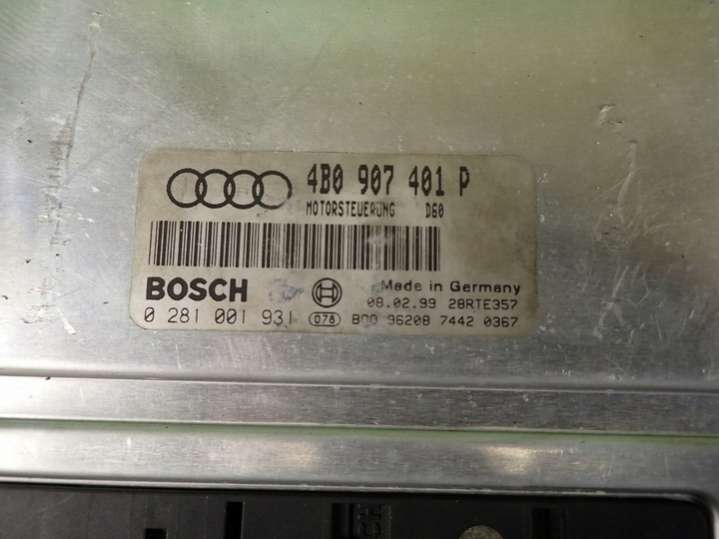 4B0 907 401 P
MOTORSTEUERUNG D60
BOSCH
Made in Germany
08.02.99 28RTE357
0 281 001 931 078 BQ0 96208 7442 0367